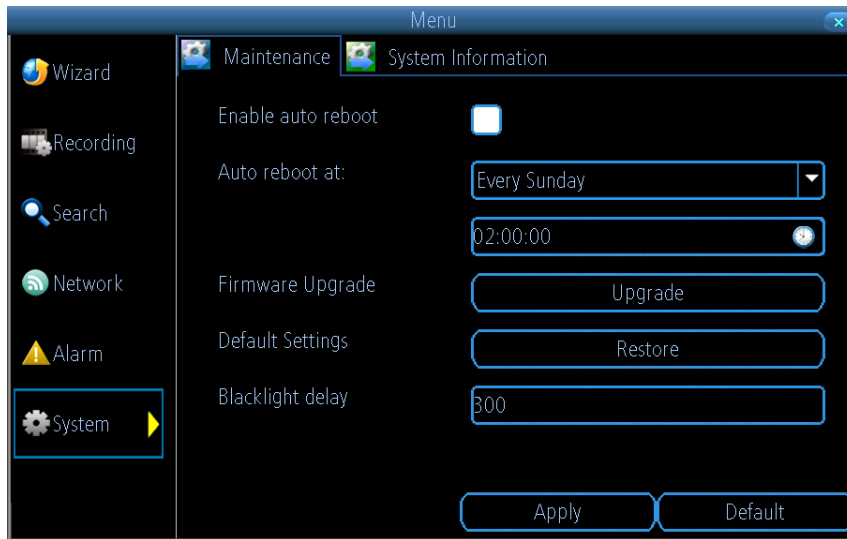 Menu
Wizard
Recording
Search
Network
Alarm
System
Maintenance
System Information
Enable auto reboot
Auto reboot at:
Every Sunday
02:00:00
Firmware Upgrade
Upgrade
Default Settings
Restore
Blacklight delay
300
Apply
Default